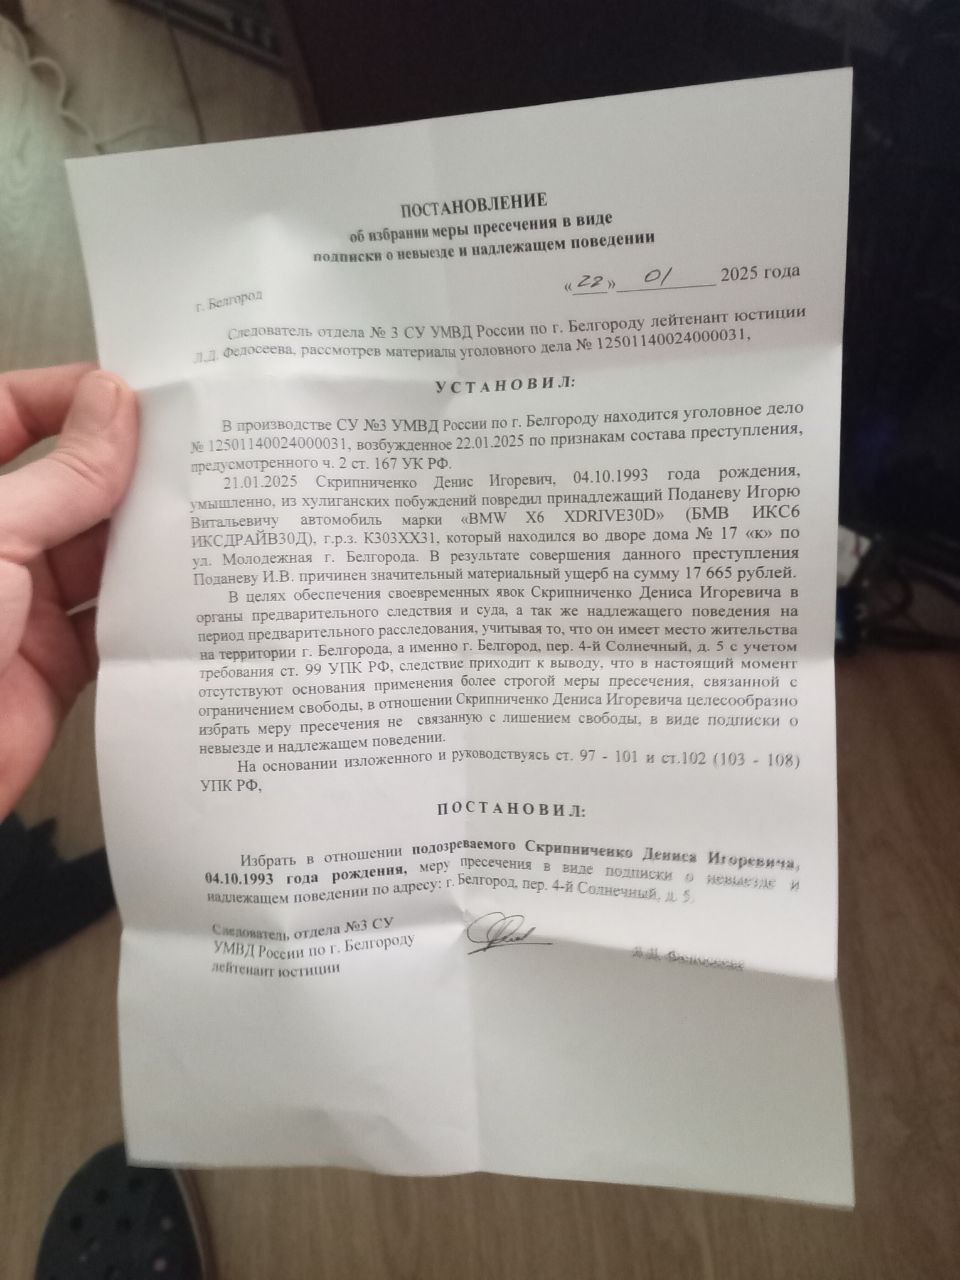 ПОСТАНОВЛЕНИЕ
об избрании меры пресечения в виде
подписки о невыезде и надлежащем поведении
г. Белгород
«22» 01 2025 года
Следователь отдела № 3 СУ УМВД России по г. Белгороду лейтенант юстиции
Л.Д. Федосеева, рассмотрев материалы уголовного дела № 12501140024000031,
УСТАНОВИЛ:
В производстве СУ №3 УМВД России по г. Белгороду находится уголовное дело
№ 12501140024000031, возбужденное 22.01.2025 по признакам состава преступления,
предусмотренного ч. 2 ст. 167 УК РФ.
21.01.2025 Скрипниченко Денис Игоревич, 04.10.1993 года рождения,
умышленно, из хулиганских побуждений повредил принадлежащий Поданеву Игорю
Витальевичу автомобиль марки «BMW X6 XDRIVE30D» (БМВ ИКС6
ИКСДРАЙВ30Д), г.р.з. К303ХХ31, который находился во дворе дома № 17 «к» по
ул. Молодежная г. Белгорода. В результате совершения данного преступления
Поданеву И.В. причинен значительный материальный ущерб на сумму 17 665 рублей.
В целях обеспечения своевременных явок Скрипниченко Дениса Игоревича в
органы предварительного следствия и суда, а так же надлежащего поведения на
период предварительного расследования, учитывая то, что он имеет место жительства
на территории г. Белгорода, а именно г. Белгород, пер. 4-й Солнечный, д. 5 с учетом
требования ст. 99 УПК РФ, следствие приходит к выводу, что в настоящий момент
отсутствуют основания применения более строгой меры пресечения, связанной с
ограничением свободы, в отношении Скрипниченко Дениса Игоревича целесообразно
избрать меру пресечения не связанную с лишением свободы, в виде подписки о
невыезде и надлежащем поведении.
На основании изложенного и руководствуясь ст. 97 - 101 и ст.102 (103 - 108)
УПК РФ,
ПОСТАНОВИЛ:
Избрать в отношении подозреваемого Скрипниченко Дениса Игоревича,
04.10.1993 года рождения, меру пресечения в виде подписки о невыезде и
надлежащем поведении по адресу: г. Белгород, пер. 4-й Солнечный, д. 5.
Следователь отдела №3 СУ
УМВД России по г. Белгороду
лейтенант юстиции